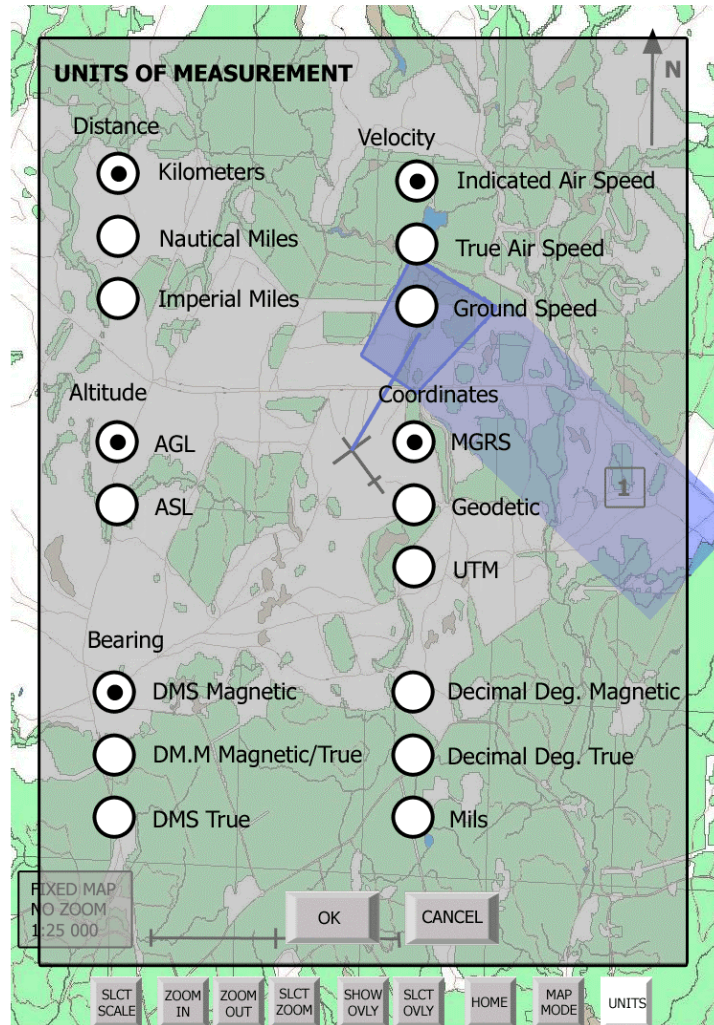 UNITS OF MEASUREMENT
N
Distance
Kilometers
Nautical Miles
Imperial Miles
Velocity
Indicated Air Speed
True Air Speed
Ground Speed
Altitude
AGL
ASL
Coordinates
MGRS
Geodetic
UTM
1
Bearing
DMS Magnetic
DM.M Magnetic/True
DMS True
Decimal Deg. Magnetic
Decimal Deg. True
Mils
FIXED MAP
NO ZOOM
1:25 000
OK
CANCEL
SLCT
SCALE
ZOOM
IN
ZOOM
OUT
SLCT
ZOOM
SHOW
OVLY
SLCT
OVLY
HOME
MAP
MODE
UNITS